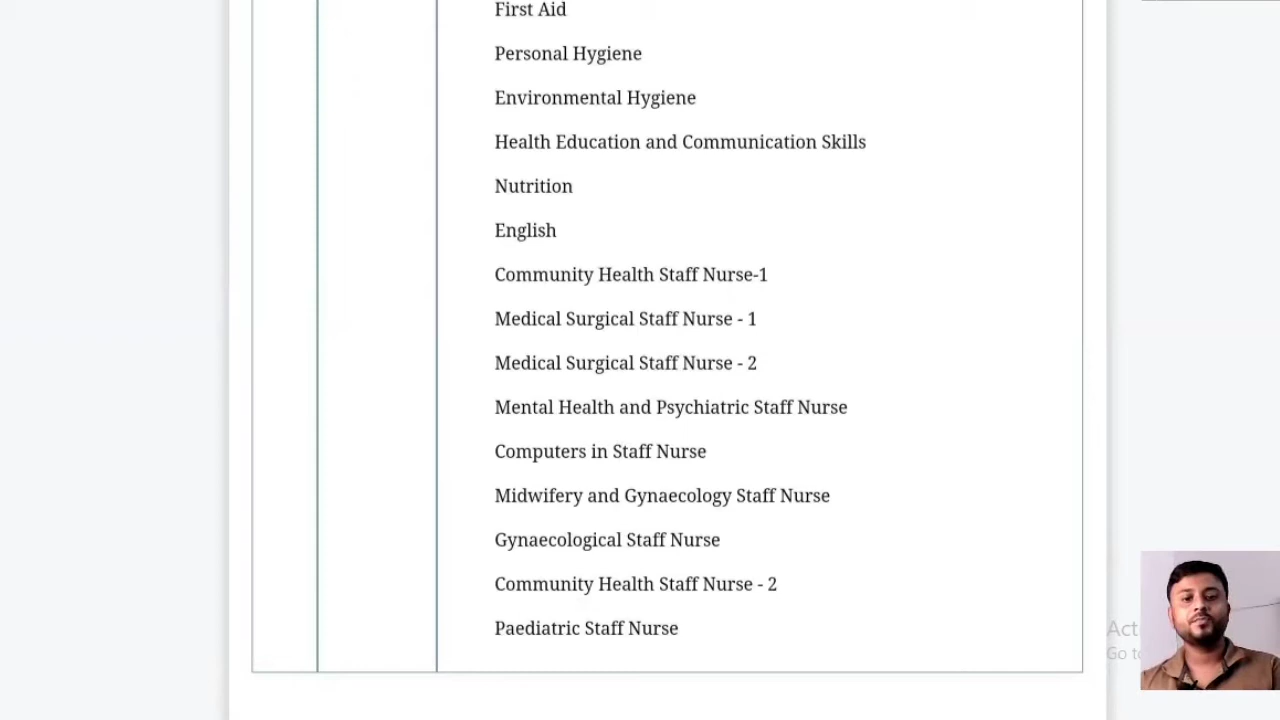 First Aid
Personal Hygiene
Environmental Hygiene
Health Education and Communication Skills
Nutrition
English
Community Health Staff Nurse-1
Medical Surgical Staff Nurse - 1
Medical Surgical Staff Nurse - 2
Mental Health and Psychiatric Staff Nurse
Computers in Staff Nurse
Midwifery and Gynaecology Staff Nurse
Gynaecological Staff Nurse
Community Health Staff Nurse - 2
Paediatric Staff Nurse
Go